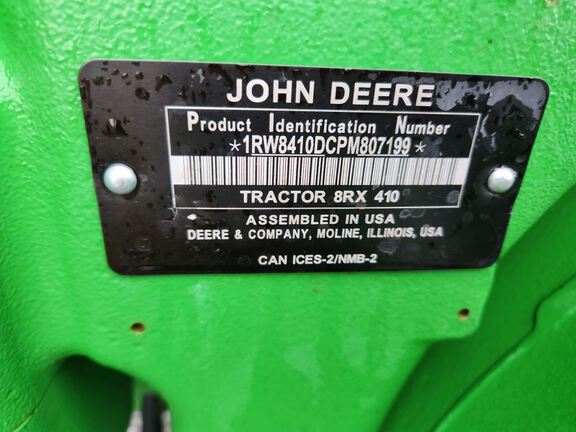 JOHN DEERE
Product Identification Number
*1RW8410DCPM807199*
TRACTOR 8RX 410
ASSEMBLED IN USA
DEERE & COMPANY, MOLINE, ILLINOIS, USA
CAN ICES-2/NMB-2